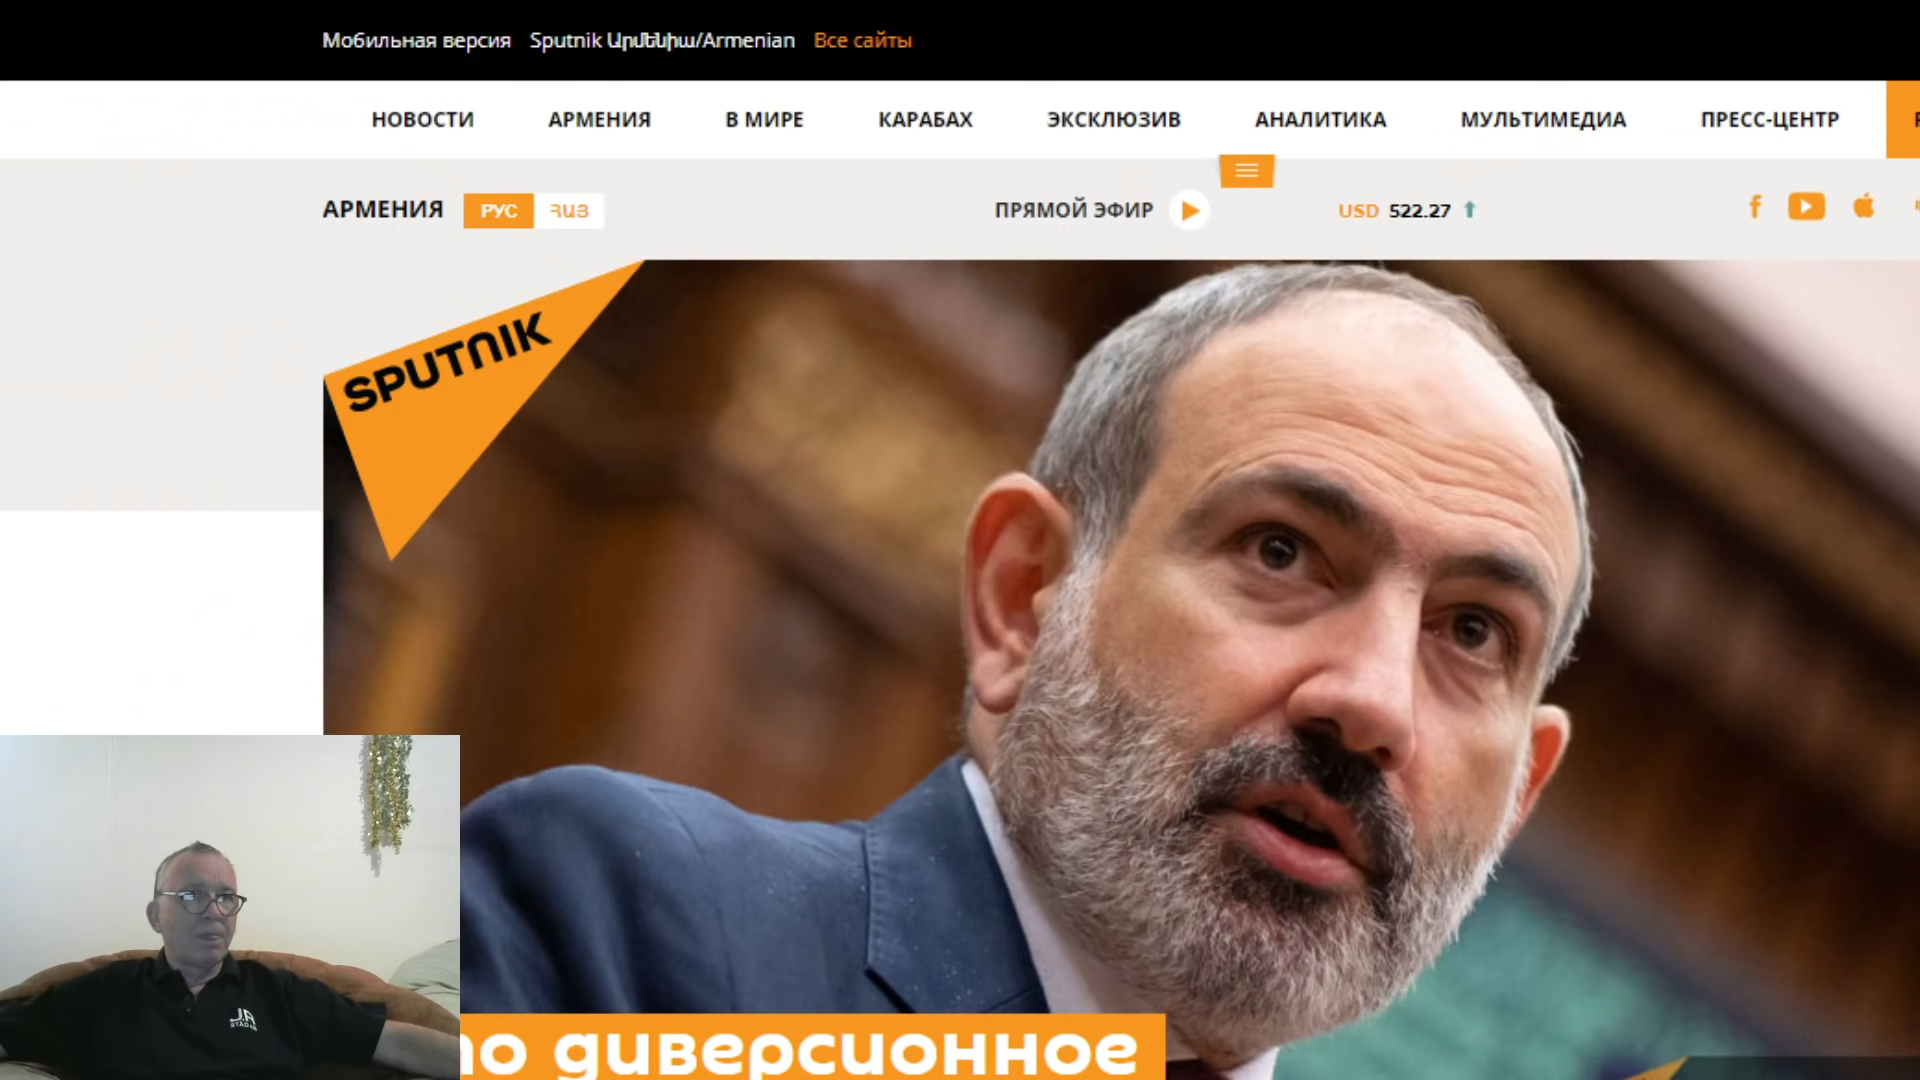 Мобильная версия Sputnik Արմենիա/Armenian Все сайты
НОВОСТИ АРМЕНИЯ В МИРЕ КАРАБАХ ЭКСКЛЮЗИВ АНАЛИТИКА МУЛЬТИМЕДИА ПРЕСС-ЦЕНТР
АРМЕНИЯ РУС ՀԱՅ ПРЯМОЙ ЭФИР USD 522.27
SPUTNIK
JA
диверсионное